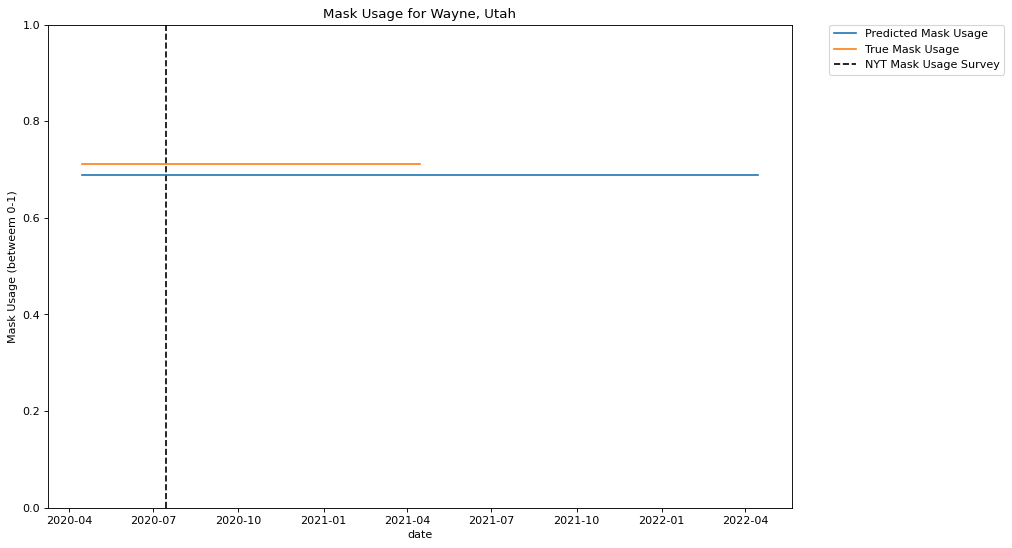 Mask Usage for Wayne, Utah
Predicted Mask Usage
True Mask Usage
NYT Mask Usage Survey
Mask Usage (betweem 0-1)
1.0
0.8
0.6
0.4
0.2
0.0
2020-04 2020-07 2020-10 2021-01 2021-04 2021-07 2021-10 2022-01 2022-04
date